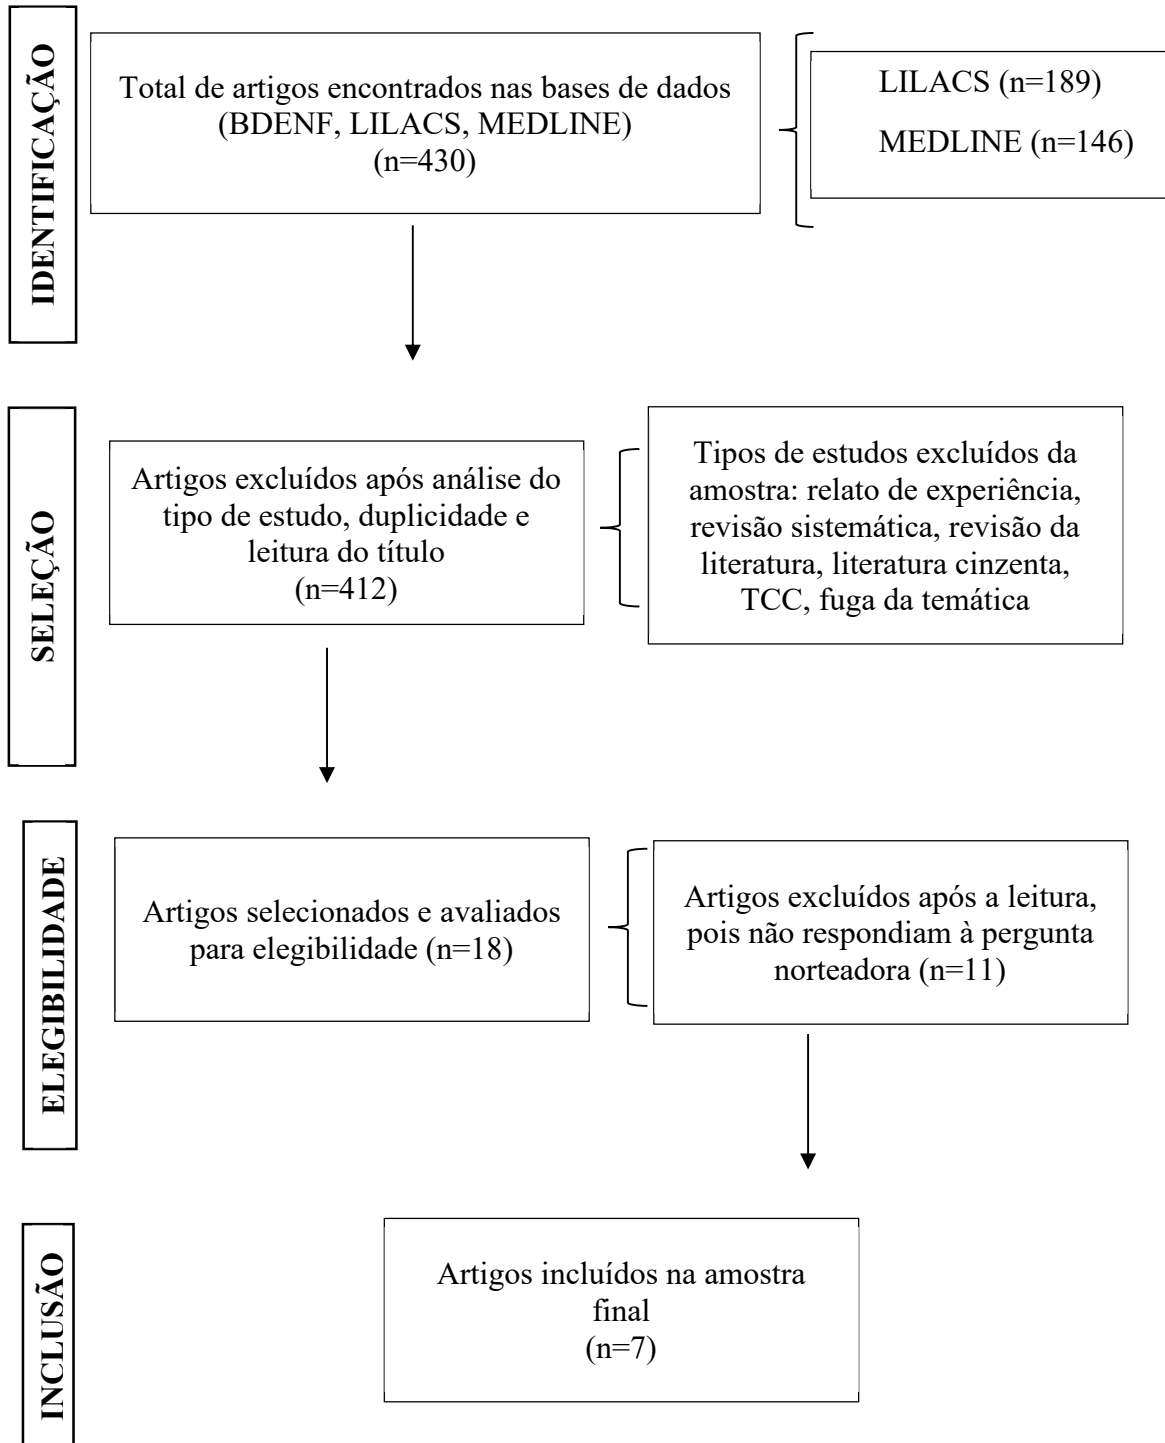 IDENTIFICAÇÃO
Total de artigos encontrados nas bases de dados
(BDENF, LILACS, MEDLINE)
(n=430)
LILACS (n=189)
MEDLINE (n=146)
SELEÇÃO
Artigos excluídos após análise do
tipo de estudo, duplicidade e
leitura do título
(n=412)
Tipos de estudos excluídos da
amostra: relato de experiência,
revisão sistemática, revisão da
literatura, literatura cinzenta,
TCC, fuga da temática
ELEGIBILIDADE
Artigos selecionados e avaliados
para elegibilidade (n=18)
Artigos excluídos após a leitura,
pois não respondiam à pergunta
norteadora (n=11)
INCLUSÃO
Artigos incluídos na amostra
final
(n=7)